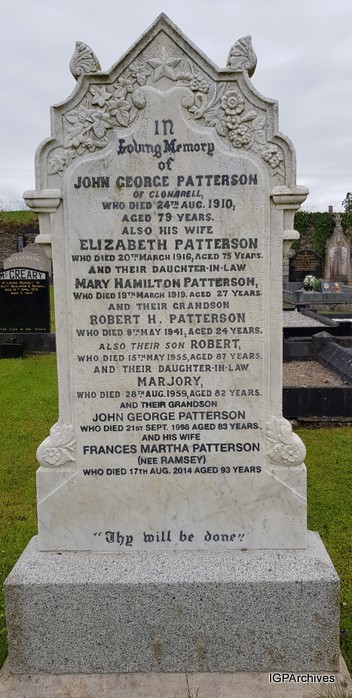 IN
Loving Memory
of
JOHN GEORGE PATTERSON
OF CLONARELL,
WHO DIED 24TH AUG. 1910,
AGED 79 YEARS.
ALSO HIS WIFE
ELIZABETH PATTERSON
WHO DIED 20TH MARCH 1916, AGED 75 YEARS.
AND THEIR DAUGHTER-IN-LAW
MARY HAMILTON PATTERSON,
WHO DIED 19TH MARCH 1919. AGED 27 YEARS.
AND THEIR GRANDSON
ROBERT H. PATTERSON
WHO DIED 9TH MAY 1941, AGED 24 YEARS.
ALSO THEIR SON ROBERT,
WHO DIED 15TH MAY 1955, AGED 87 YEARS.
AND THEIR DAUGHTER-IN-LAW
MARJORY,
WHO DIED 28TH AUG. 1959, AGED 82 YEARS.
AND THEIR GRANDSON
JOHN GEORGE PATTERSON
WHO DIED 21ST SEPT. 1998 AGED 83 YEARS.
AND HIS WIFE
FRANCES MARTHA PATTERSON
(NEE RAMSEY)
WHO DIED 17TH AUG. 2014 AGED 93 YEARS
"Thy will be done"
McCREARY
IGPArchives